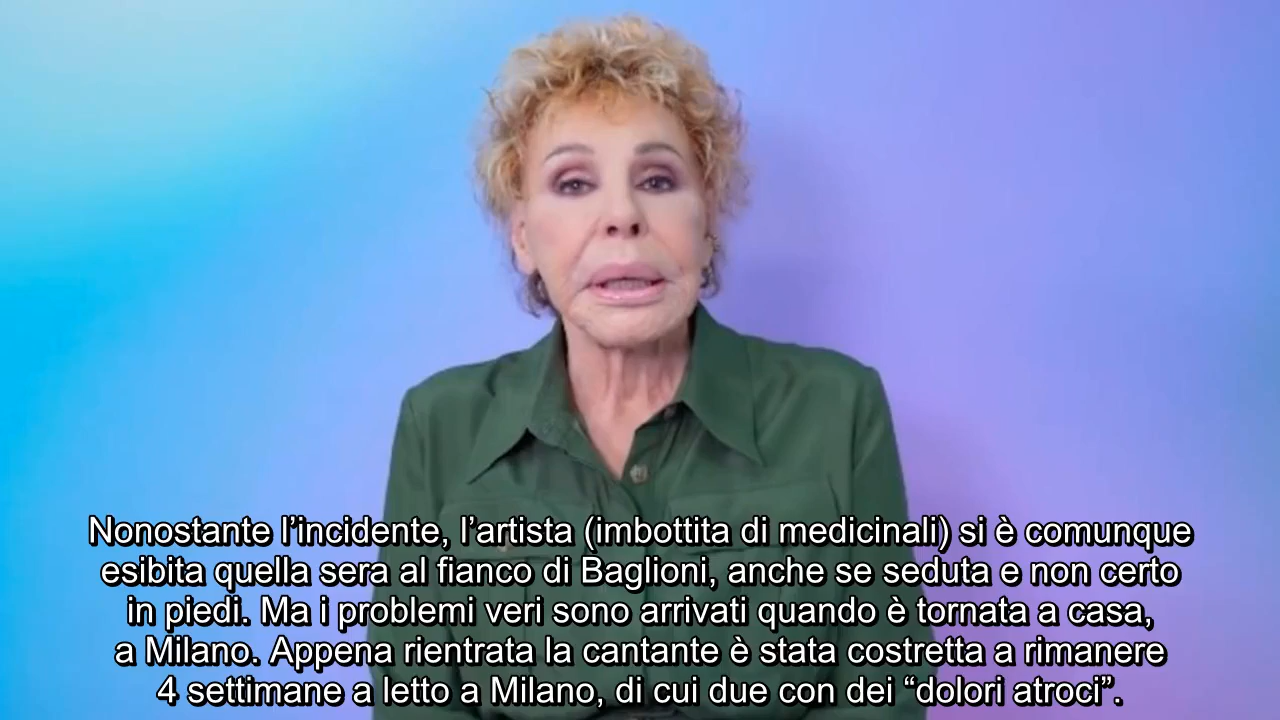 Nonostante l’incidente, l’artista (imbottita di medicinali) si è comunque
esibita quella sera al fianco di Baglioni, anche se seduta e non certo
in piedi. Ma i problemi veri sono arrivati quando è tornata a casa,
a Milano. Appena rientrata la cantante è stata costretta a rimanere
4 settimane a letto a Milano, di cui due con dei “dolori atroci”.